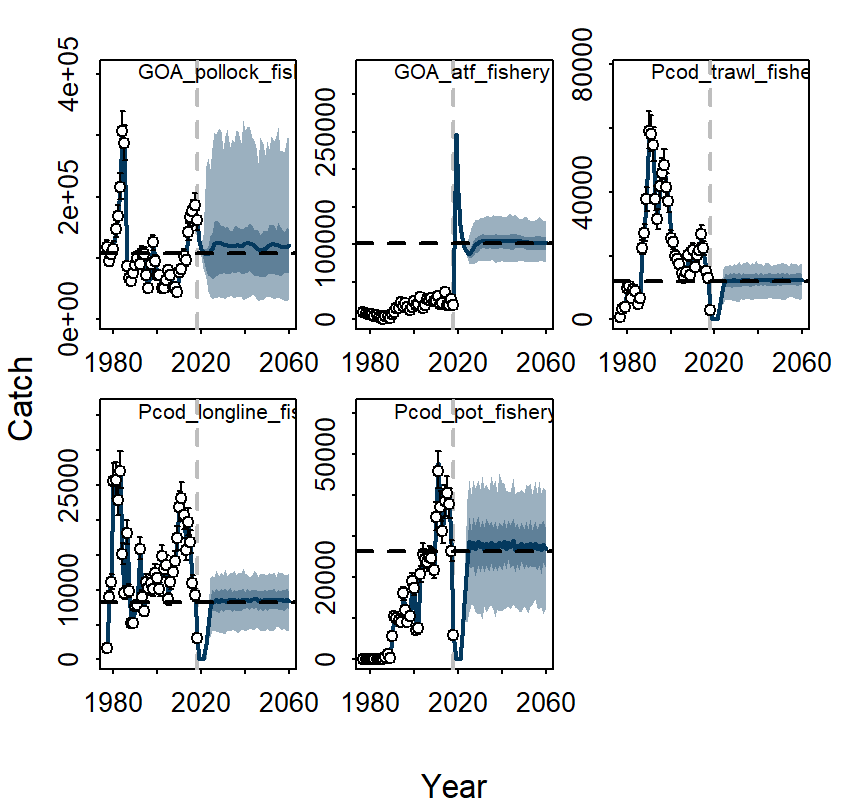 GOA_pollock_fis
GOA_atf_fishery
Pcod_trawl_fishe
4e+05
2e+05
0e+00
250000
100000
0
80000
40000
0
1980 2020 2060
1980 2020 2060
1980 2020 2060
Catch
Pcod_longline_fis
Pcod_pot_fishery
25000
10000
0
50000
20000
0
1980 2020 2060
1980 2020 2060
Year